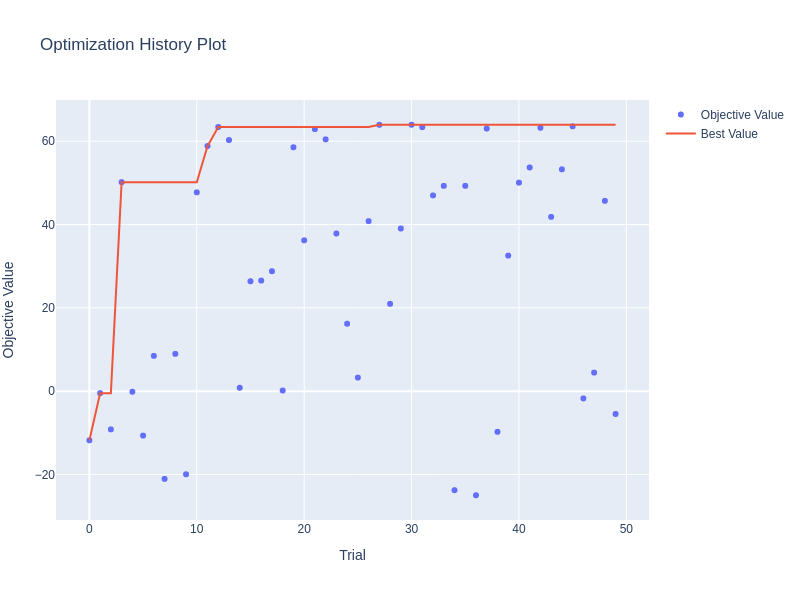 Optimization History Plot
Objective Value
Best Value
60
40
20
0
−20
0
10
20
30
40
50
Trial
Objective Value